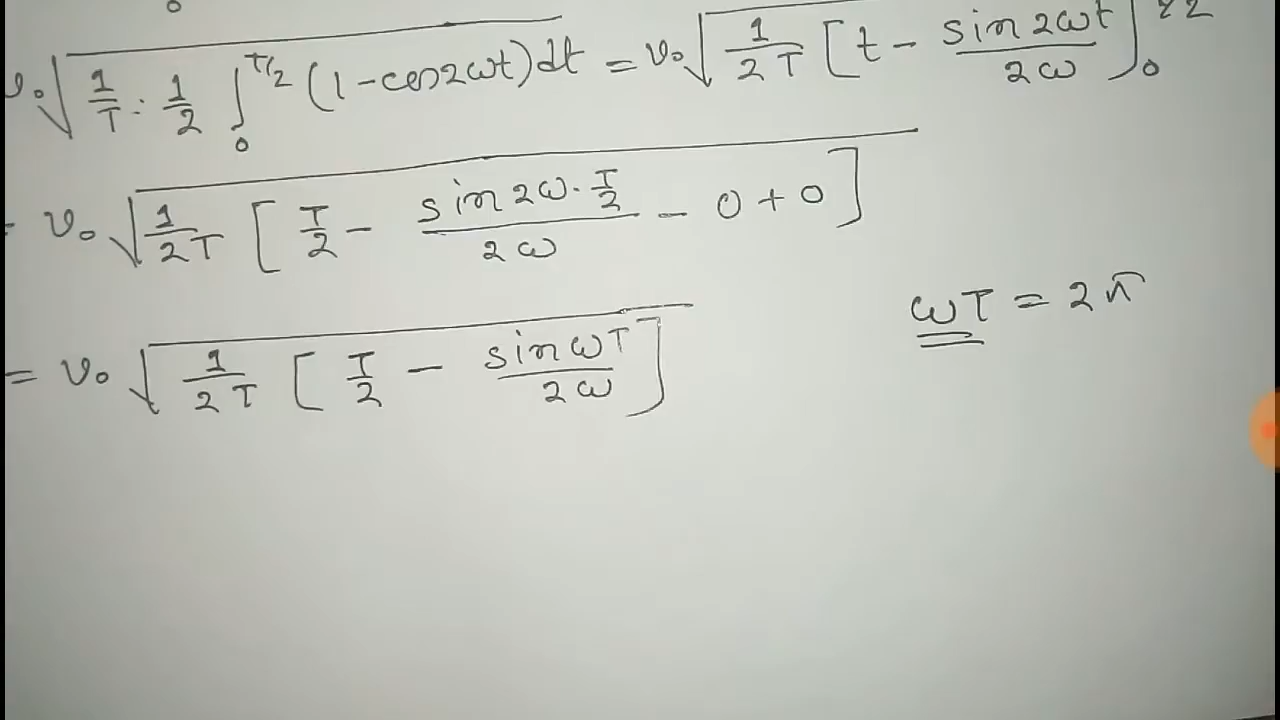 v₀√(1/T · 1/2 ∫₀^(T/2) (1-cos2ωt)dt) = v₀√(1/2T [t - sin2ωt/2ω]₀
= v₀√(1/2T [T/2 - sin2ω·T/2 / 2ω - 0+0])
ωT = 2π
= v₀√(1/2T [T/2 - sinωT/2ω])